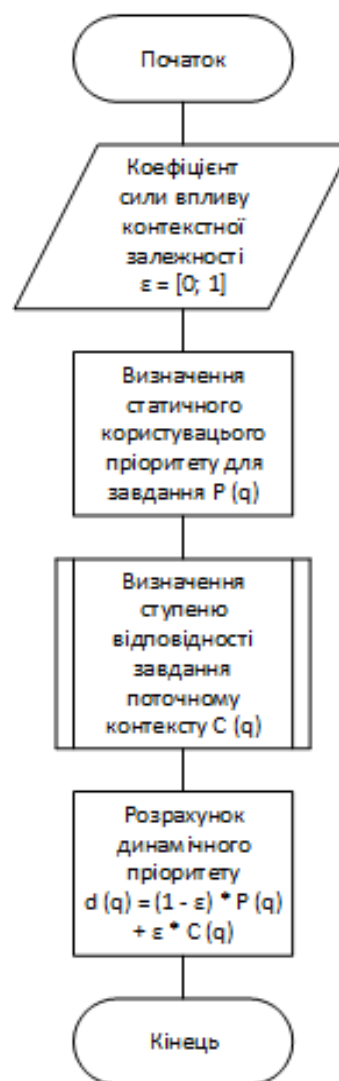 Початок
Коефіцієнт
сили впливу
контекстної
залежності
ε = [0; 1]
Визначення
статичного
користувацього
пріоритету для
завдання P (q)
Визначення
ступеню
відповідності
завдання
поточному
контексту C (q)
Розрахунок
динамічного
пріоритету
d (q) = (1 - ε) * P (q)
+ ε * C (q)
Кінець